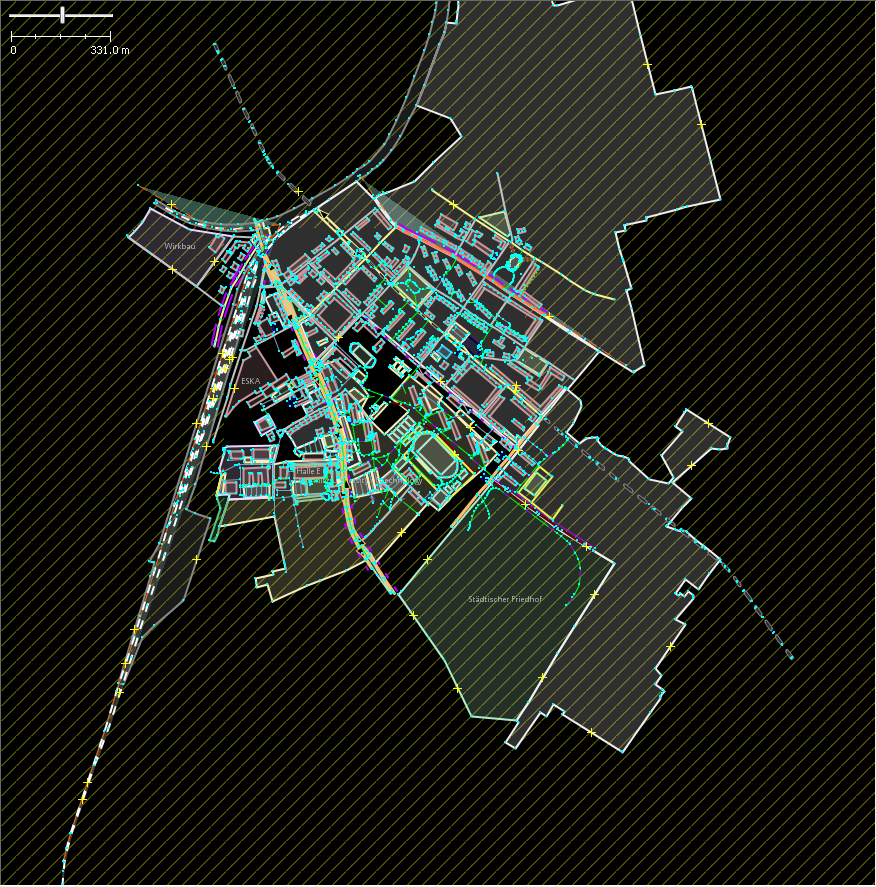 0 331.0 m
Wirkbau
ESKA
Halle E
Städtischer Friedhof